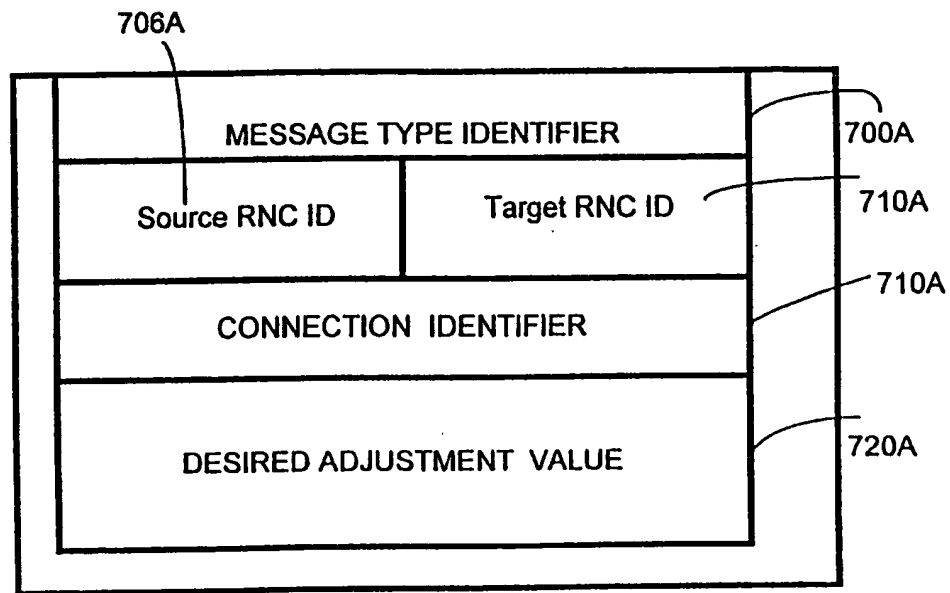 706A
MESSAGE TYPE IDENTIFIER
700A
Source RNC ID
Target RNC ID
710A
710A
CONNECTION IDENTIFIER
DESIRED ADJUSTMENT VALUE
720A